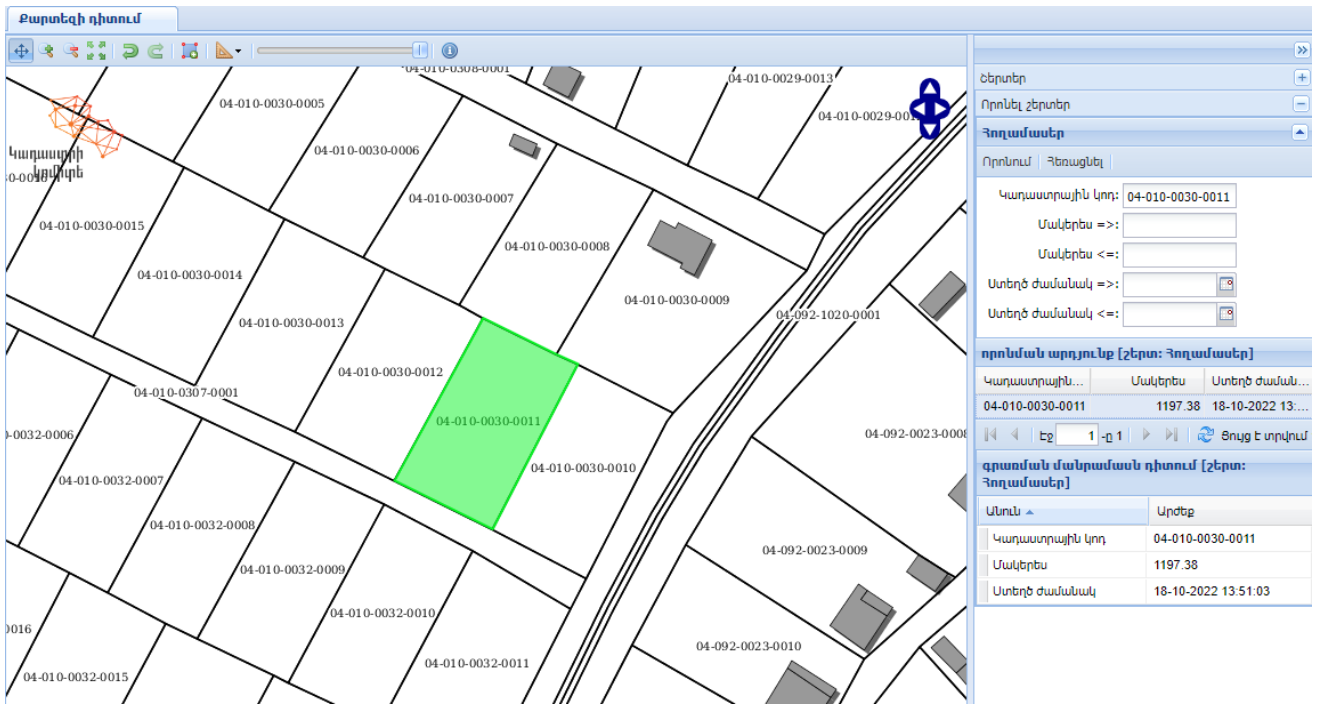 Քարտեզի դիտում
04-010-0308-0001
04-010-0029-0013
04-010-0030-0005
04-010-0029-00
04-010-0030-0006
Կադաստրի
կոմիտե
04-010-0030-0007
04-010-0030-0015
04-010-0030-0008
04-010-0030-0014
04-010-0030-0009
04-092-1020-0001
04-010-0030-0013
04-010-0030-0012
04-010-0307-0001
04-010-0030-0011
04-092-0023-0008
0-0032-0006
04-010-0030-0010
04-010-0032-0007
04-010-0032-0008
04-092-0023-0009
04-010-0032-0009
04-010-0032-0010
0016
04-092-0023-0010
04-010-0032-0011
04-010-0032-0015
Շերտեր
Որոնել շերտեր
Հողամասեր
Որոնում Հեռացնել
Կադաստրային կոդ: 04-010-0030-0011
Մակերես =>:
Մակերես <=:
Ստեղծ ժամանակ =>:
Ստեղծ ժամանակ <=:
որոնման արդյունք [շերտ: Հողամասեր]
Կադաստրային... Մակերես Ստեղծ ժաման...
04-010-0030-0011 1197.38 18-10-2022 13:...
Էջ 1 -ը 1 Ցույց է տրվում
գրառման մանրամասն դիտում [շերտ:
Հողամասեր]
Անուն Արժեք
Կադաստրային կոդ 04-010-0030-0011
Մակերես 1197.38
Ստեղծ ժամանակ 18-10-2022 13:51:03